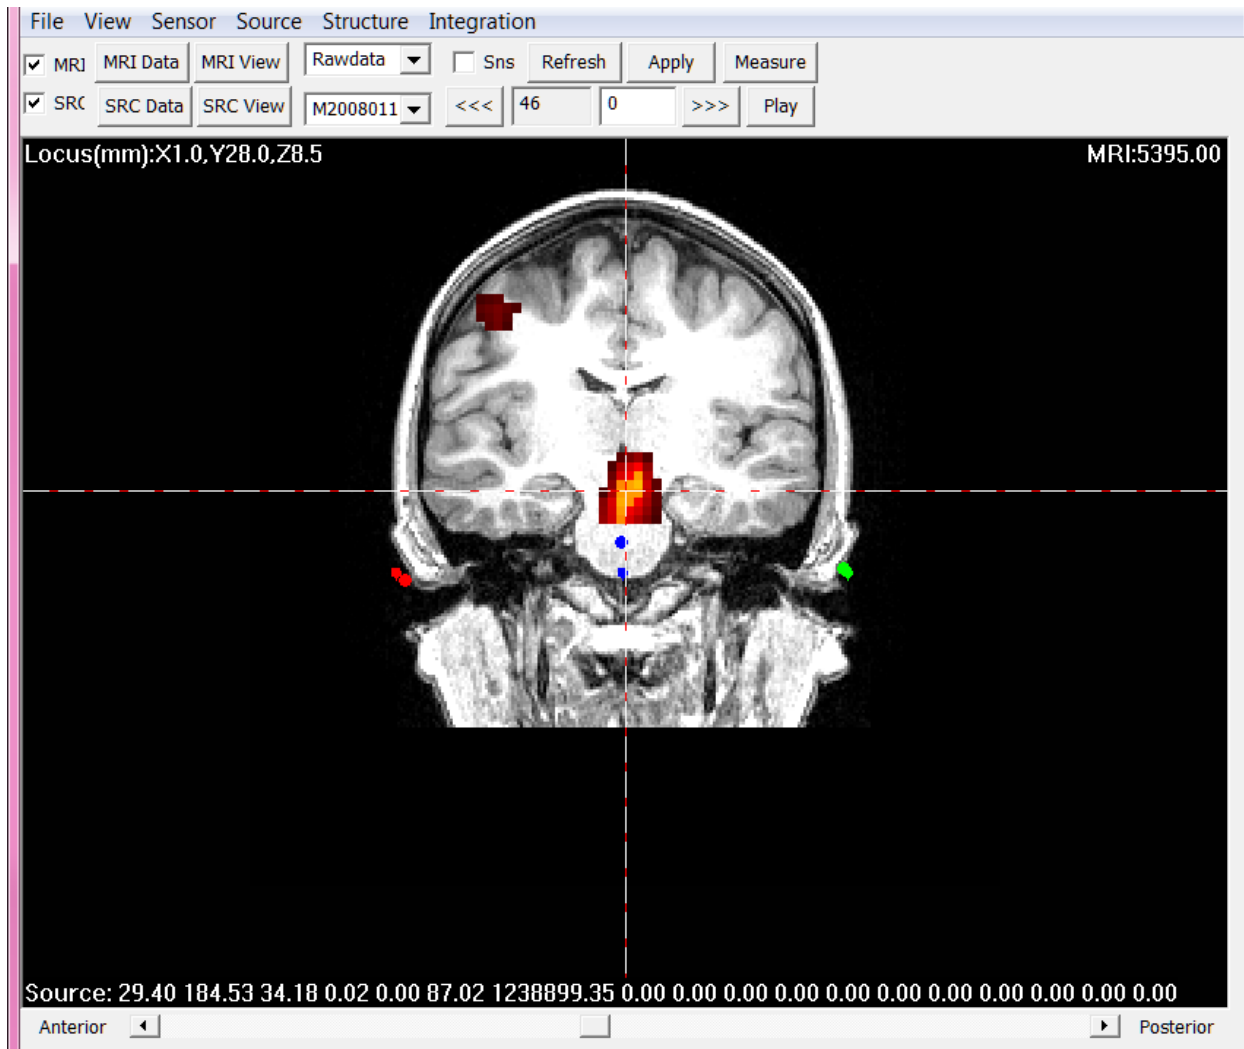 File View Sensor Source Structure Integration
MRI MRI Data MRI View Rawdata Sns Refresh Apply Measure
SRC SRC Data SRC View M2008011 <<< 46 0 >>> Play
Locus(mm):X1.0,Y28.0,Z8.5 MRI:5395.00
Source: 29.40 184.53 34.18 0.02 0.00 87.02 1238899.35 0.00 0.00 0.00 0.00 0.00 0.00 0.00 0.00 0.00 0.00 0.00
Anterior Posterior